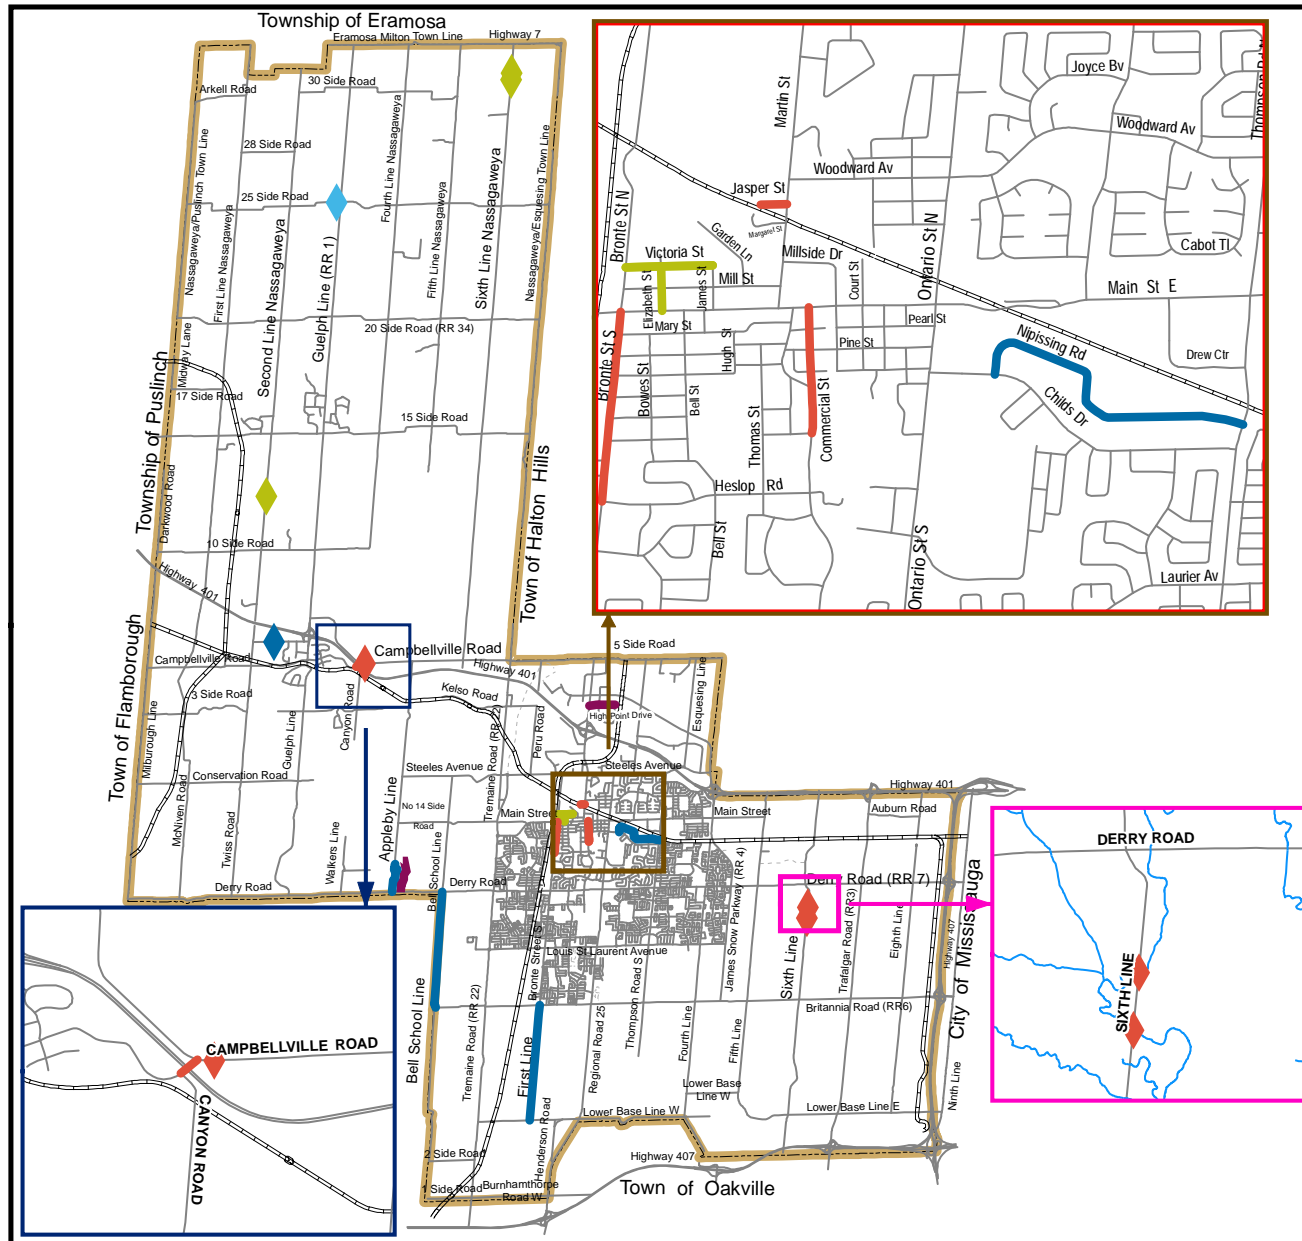 Township of Eramosa
Eramosa Milton Town Line
Highway 7
30 Side Road
Arkell Road
28 Side Road
25 Side Road
Nassagaweya/Puslinch Town Line
First Line Nassagaweya
Second Line Nassagaweya
Guelph Line (RR 1)
Fourth Line Nassagaweya
Fifth Line Nassagaweya
Sixth Line Nassagaweya
Nassagaweya/Esquesing Town Line
20 Side Road (RR 34)
Midway Lane
17 Side Road
15 Side Road
Township of Puslinch
Darkwood Road
10 Side Road
Highway 401
Town of Halton Hills
Town of Flamborough
Campbellville Road
Campbellville Road
Highway 401
5 Side Road
3 Side Road
Kelso Road
Milburough Line
Guelph Line
Canyon Road
Tremaine Road (RR 22)
Peru Road
High Point Drive
Esquesing Line
Conservation Road
Steeles Avenue
Steeles Avenue
Highway 401
McNiven Road
Twiss Road
Walkers Line
Appleby Line
No 14 Side
Road
Main Street
Main Street
Auburn Road
Bell School Line
Derry Road
Derry Road
Derry Road (RR 7)
James Snow Parkway (RR 4)
Louis St Laurent Avenue
Bronte Street S
Sixth Line
Trafalgar Road (RR3)
Eighth Line
Highway 407
City of Mississauga
Britannia Road (RR6)
Bell School Line
Tremaine Road (RR 22)
First Line
Regional Road 25
Thompson Road S
Fourth Line
Fifth Line
Lower Base
Line W
Lower Base Line W
Lower Base Line E
Ninth Line
Henderson Road
2 Side Road
Highway 407
1 Side Road
Burnhamthorpe
Road W
Town of Oakville
Joyce Bv
Martin St
Woodward Av
Thompson Rd N
Woodward Av
Jasper St
Bronte St N
Garden Ln
Margaret St
Ontario St N
Cabot Tl
Victoria St
Millside Dr
Elizabeth St
James St
Mill St
Court St
Main St E
Mary St
Pearl St
Nipissing Rd
Bronte St S
Hugh St
Pine St
Drew Ctr
Bowes St
Bell St
Commercial St
Childs Dr
Thomas St
Heslop Rd
Bell St
Ontario St S
Laurier Av
DERRY ROAD
SIXTH LINE
CAMPBELLVILLE ROAD
CANYON ROAD